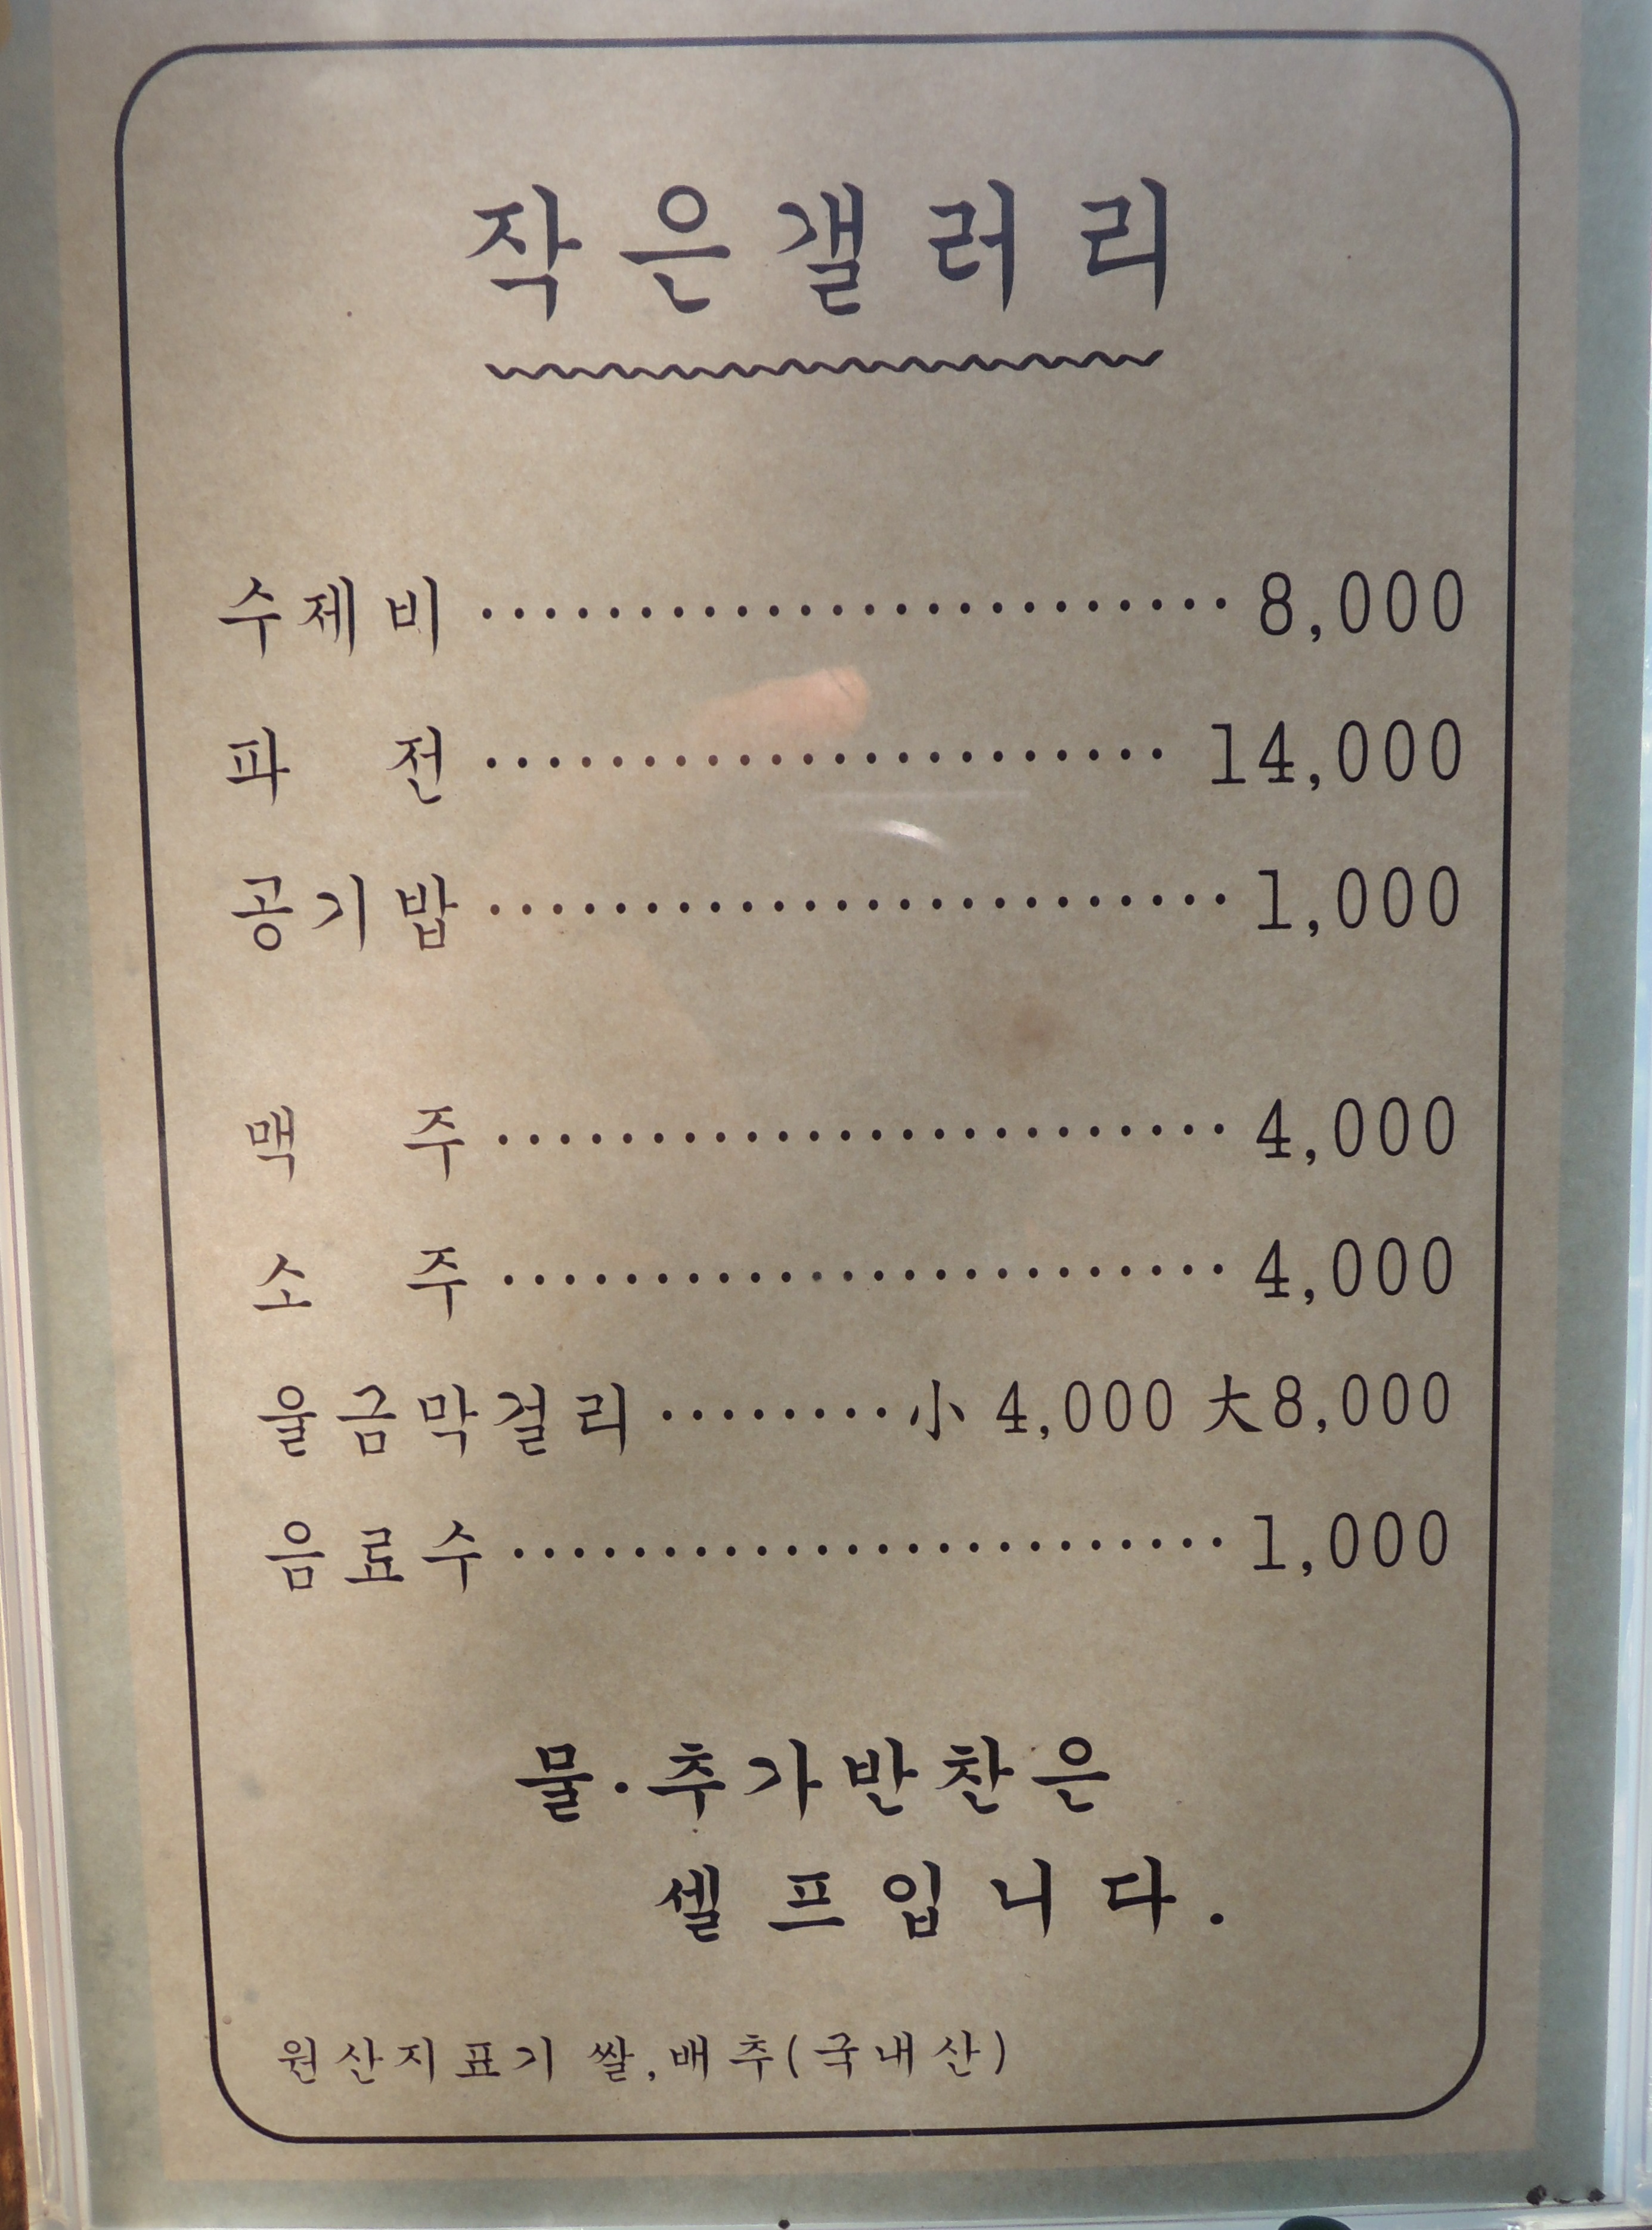 작은갤러리
수제비 ························ 8,000
파 전 ······················ 14,000
공기밥 ························ 1,000
맥 주 ························ 4,000
소 주 ························ 4,000
울금막걸리 ········ 小 4,000 大 8,000
음료수 ························ 1,000
물·추가반찬은
셀프입니다.
원산지표기 쌀,배추(국내산)